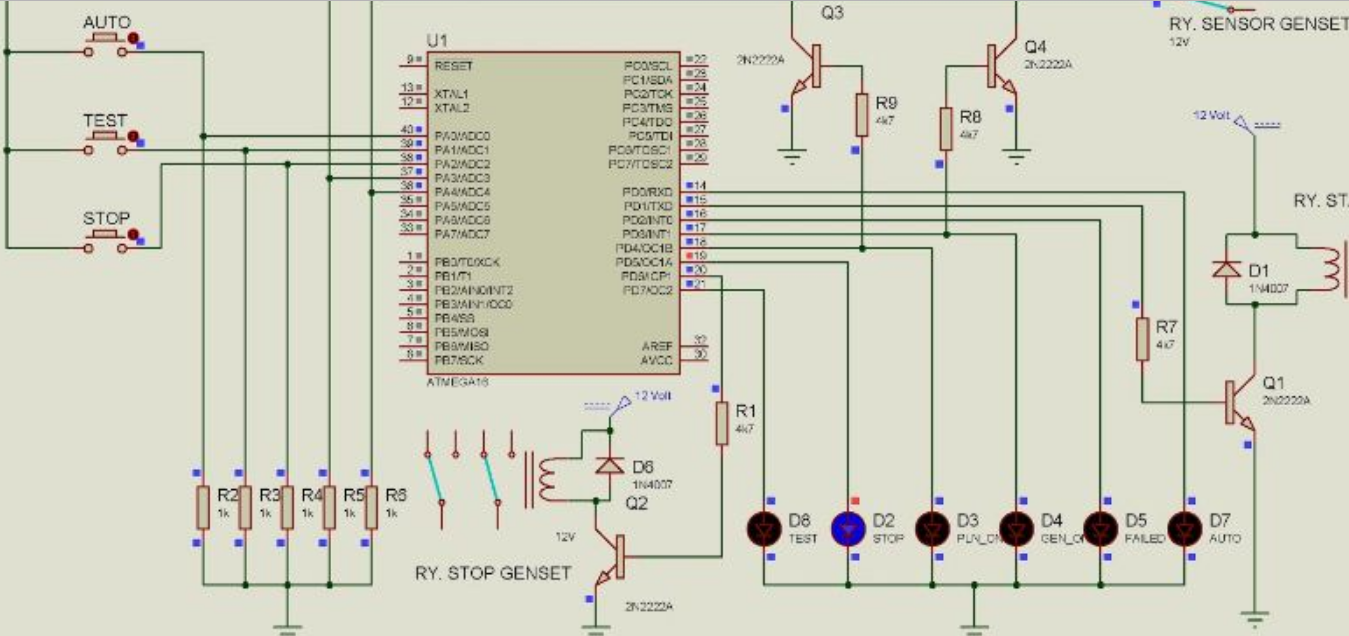 AUTO
TEST
STOP
U1
9
RESET
13
XTAL1
12
XTAL2
40
PA0/ADC0
39
PA1/ADC1
38
PA2/ADC2
37
PA3/ADC3
36
PA4/ADC4
35
PA5/ADC5
34
PA6/ADC6
33
PA7/ADC7
1
PB0/T0/XCK
2
PB1/T1
3
PB2/AIN0/INT2
4
PB3/AIN1/OC0
5
PB4/SS
6
PB5/MOSI
7
PB6/MISO
8
PB7/SCK
PC0/SCL
22
PC1/SDA
23
PC2/TCK
24
PC3/TMS
25
PC4/TDO
26
PC5/TDI
27
PC6/TOSC1
28
PC7/TOSC2
29
PD0/RXD
14
PD1/TXD
15
PD2/INT0
16
PD3/INT1
17
PD4/OC1B
18
PD5/OC1A
19
PD6/ICP1
20
PD7/OC2
21
AREF
32
AVCC
30
ATMEGA16
Q3
2N2222A
Q4
2N2222A
R9
4k7
R8
4k7
RY. SENSOR GENSET
12V
12 Volt
RY. ST
D1
1N4007
R7
4k7
Q1
2N2222A
12 Volt
R1
4k7
D6
1N4007
Q2
12V
RY. STOP GENSET
2N2222A
R2
1k
R3
1k
R4
1k
R5
1k
R6
1k
D8
TEST
D2
STOP
D3
PLN_ON
D4
GEN_O
D5
FAILED
D7
AUTO